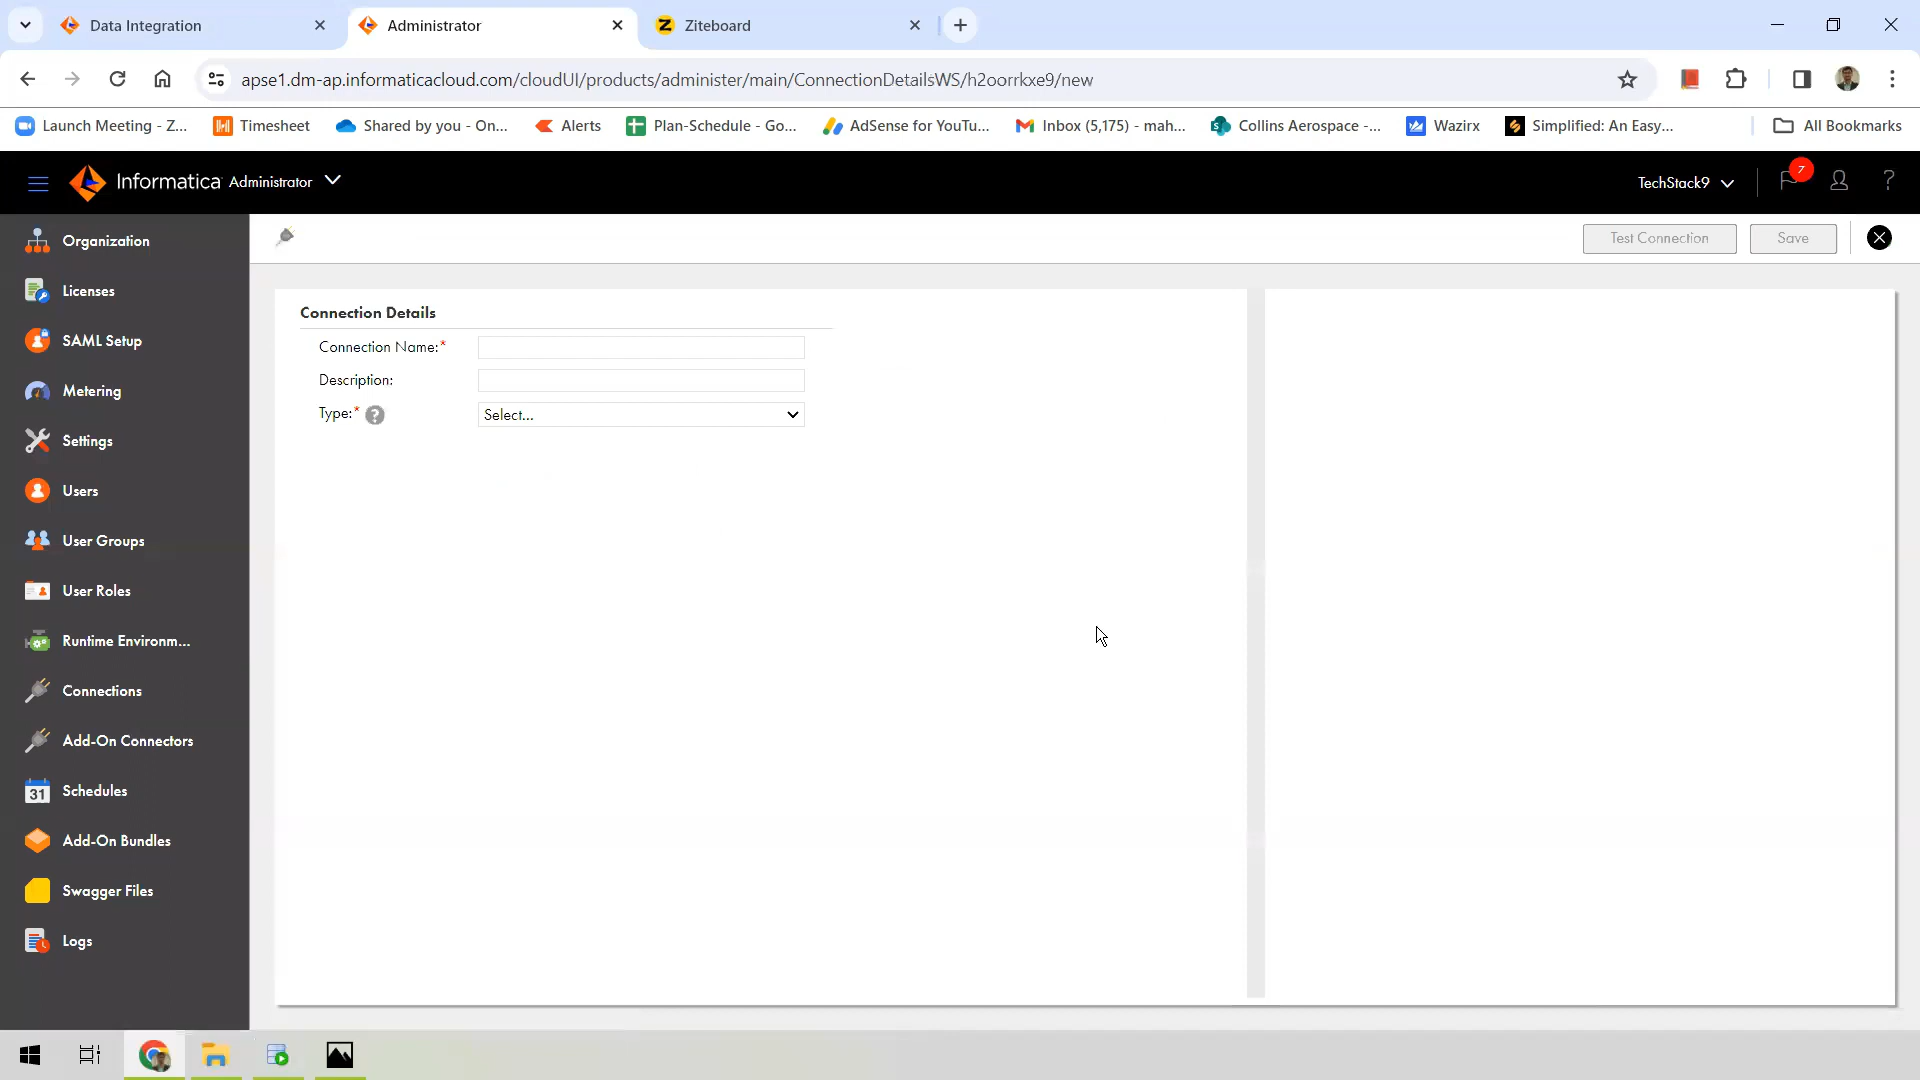 Data Integration
Administrator
Ziteboard
apse1.dm-ap.informaticacloud.com/cloudUI/products/administer/main/ConnectionDetailsWS/h2oorrkxe9/new
Launch Meeting - Z...
Timesheet
Shared by you - On...
Alerts
Plan-Schedule - Go...
AdSense for YouTu...
Inbox (5,175) - mah...
Collins Aerospace -...
Wazirx
Simplified: An Easy...
All Bookmarks
Informatica Administrator
TechStack9
7
?
Organization
Licenses
SAML Setup
Metering
Settings
Users
User Groups
User Roles
Runtime Environm...
Connections
Add-On Connectors
Schedules
31
Add-On Bundles
Swagger Files
Logs
Test Connection
Save
Connection Details
Connection Name:*
Description:
Type:* ?
Select...